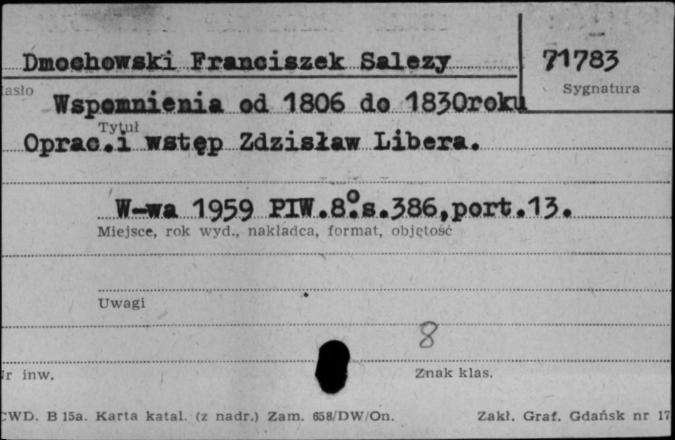 Dmochowski Franciszek Salezy
71783
asło
Sygnatura
Wspomnienia od 1806 do 1830roku
Tytuł
Oprac.i wstęp Zdzisław Libera.
W-wa 1959 PIW.8°.s.386,port.13.
Miejsce, rok wyd., nakładca, format, objętość
Uwagi
8
r inw.
Znak klas.
CWD. B 15a. Karta katal. (z nadr.) Zam. 658/DW/On.
Zakł. Graf. Gdańsk nr 17